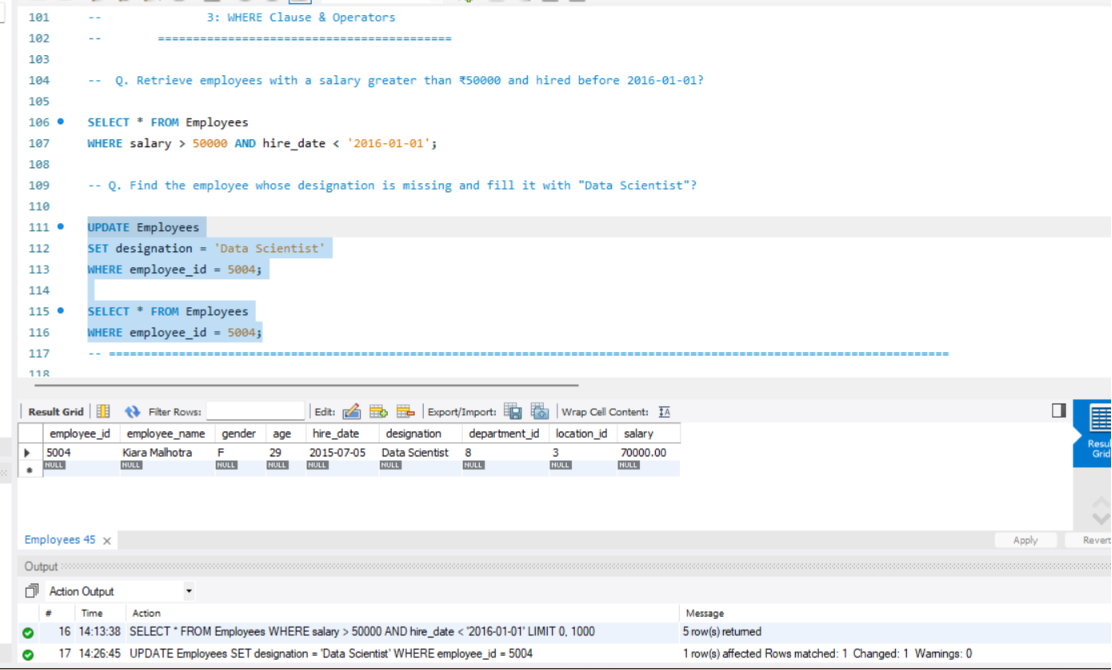 101 -- 3: WHERE Clause & Operators
102 -- ==========================================
103
104 -- Q. Retrieve employees with a salary greater than ₹50000 and hired before 2016-01-01?
105
106 SELECT * FROM Employees
107 WHERE salary > 50000 AND hire_date < '2016-01-01';
108
109 -- Q. Find the employee whose designation is missing and fill it with "Data Scientist"?
110
111 UPDATE Employees
112 SET designation = 'Data Scientist'
113 WHERE employee_id = 5004;
114
115 SELECT * FROM Employees
116 WHERE employee_id = 5004;
117 -- ========================================================================================================================
118
Result Grid Filter Rows: Edit: Export/Import: Wrap Cell Content: IA
employee_id employee_name gender age hire_date designation department_id location_id salary
5004 Kiara Malhotra F 29 2015-07-05 Data Scientist 8 3 70000.00
NULL NULL NULL NULL NULL NULL NULL NULL NULL
Result
Grid
Employees 45 Apply Revert
Output
Action Output
# Time Action Message
16 14:13:38 SELECT * FROM Employees WHERE salary > 50000 AND hire_date < '2016-01-01' LIMIT 0, 1000 5 row(s) returned
17 14:26:45 UPDATE Employees SET designation = 'Data Scientist' WHERE employee_id = 5004 1 row(s) affected Rows matched: 1 Changed: 1 Warnings: 0